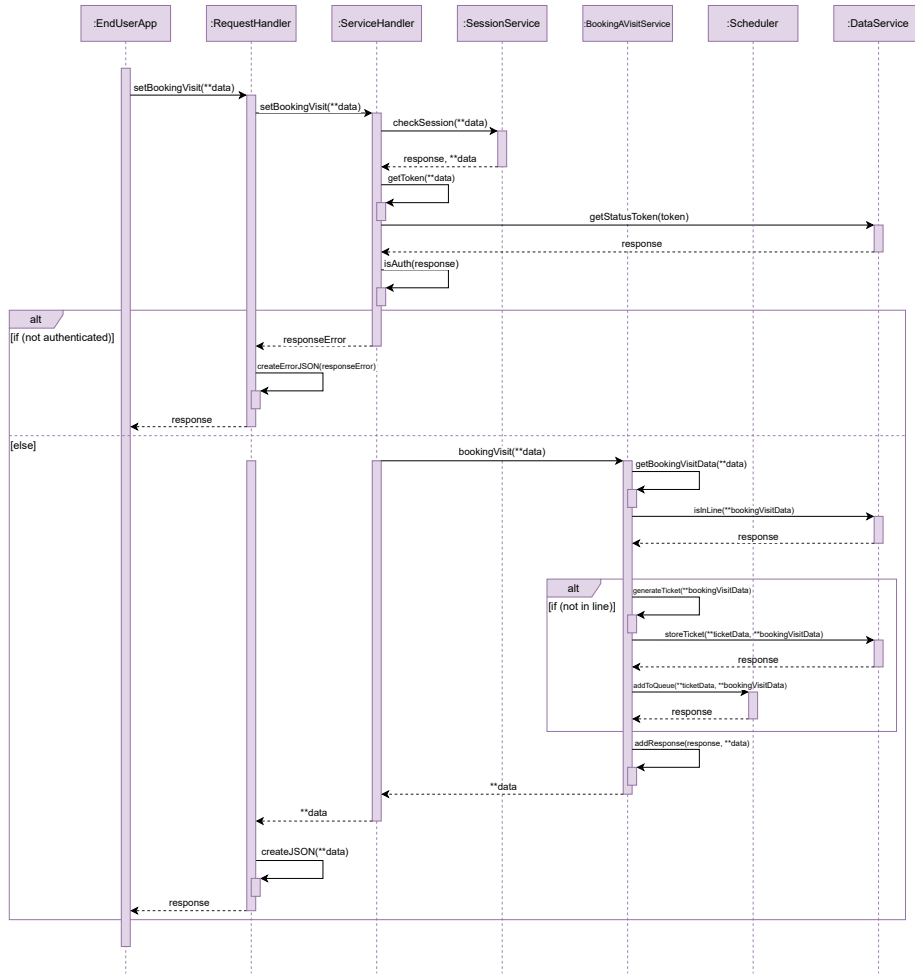 :EndUserApp
:RequestHandler
:ServiceHandler
:SessionService
:BookingAVisitService
:Scheduler
:DataService
setBookingVisit(**data)
setBookingVisit(**data)
checkSession(**data)
response, **data
getToken(**data)
getStatusToken(token)
response
isAuth(response)
alt
[if (not authenticated)]
responseError
createErrorJSON(responseError)
response
[else]
bookingVisit(**data)
getBookingVisitData(**data)
isInLine(**bookingVisitData)
response
alt
[if (not in line)]
generateTicket(**bookingVisitData)
storeTicket(**ticketData, **bookingVisitData)
response
addToQueue(**ticketData, **bookingVisitData)
response
addResponse(response, **data)
**data
**data
createJSON(**data)
response